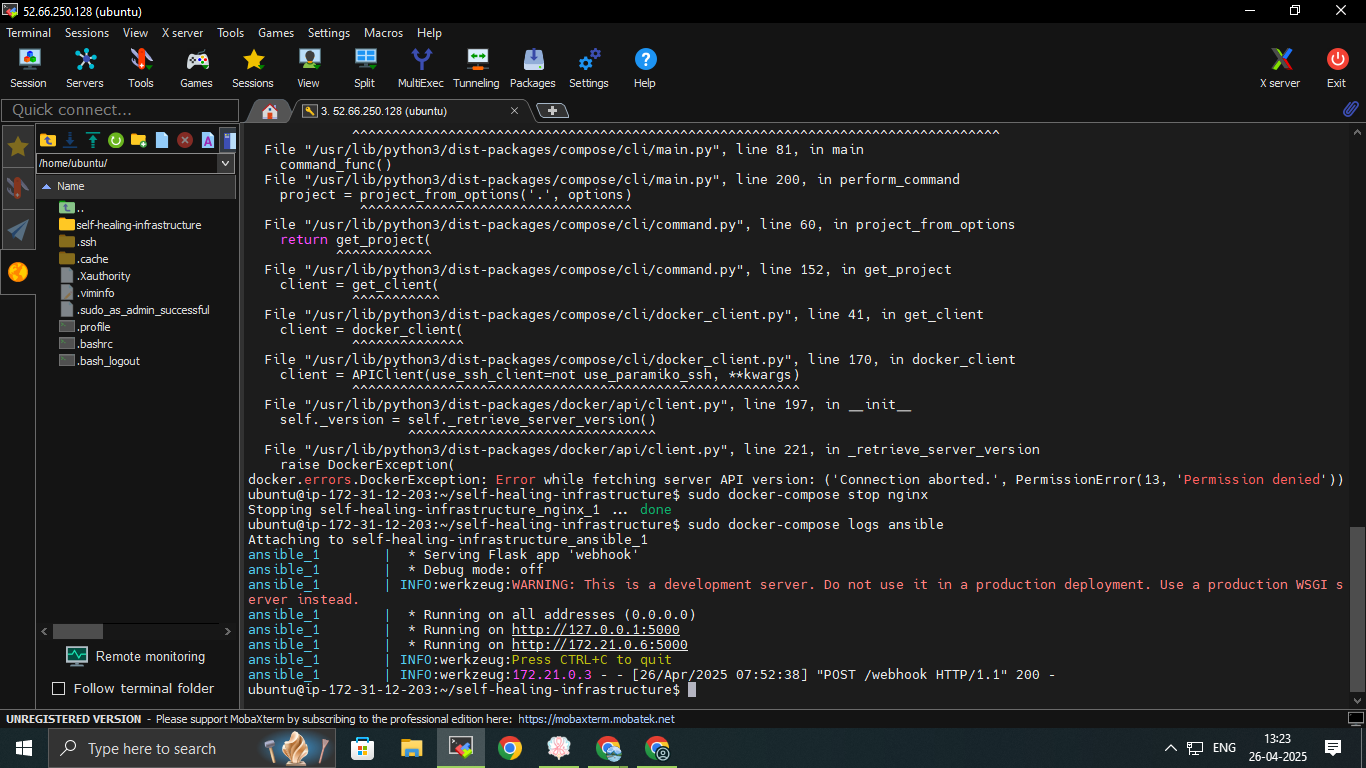 52.66.250.128 (ubuntu)
Terminal Sessions View X server Tools Games Settings Macros Help
Session Servers Tools Games Sessions View Split MultiExec Tunneling Packages Settings Help X server Exit
Quick connect...
3. 52.66.250.128 (ubuntu)
/home/ubuntu/
Name
..
self-healing-infrastructure
.ssh
.cache
.Xauthority
.viminfo
.sudo_as_admin_successful
.profile
.bashrc
.bash_logout
Remote monitoring
Follow terminal folder
^^^^^^^^^^^^^^^^^^^^^^^^^^^^^^^^^^^^^^^^^^^^^^^^^^^^^^^^^^^^^^^^^^^^^^^^^^^^^^^^^
File "/usr/lib/python3/dist-packages/compose/cli/main.py", line 81, in main
command_func()
File "/usr/lib/python3/dist-packages/compose/cli/main.py", line 200, in perform_command
project = project_from_options('.', options)
^^^^^^^^^^^^^^^^^^^^^^^^^^^^^^^^^^
File "/usr/lib/python3/dist-packages/compose/cli/command.py", line 60, in project_from_options
return get_project(
^^^^^^^^^^^^
File "/usr/lib/python3/dist-packages/compose/cli/command.py", line 152, in get_project
client = get_client(
^^^^^^^^^^^
File "/usr/lib/python3/dist-packages/compose/cli/docker_client.py", line 41, in get_client
client = docker_client(
^^^^^^^^^^^^^^
File "/usr/lib/python3/dist-packages/compose/cli/docker_client.py", line 170, in docker_client
client = APIClient(use_ssh_client=not use_paramiko_ssh, **kwargs)
^^^^^^^^^^^^^^^^^^^^^^^^^^^^^^^^^^^^^^^^^^^^^^^^^^^^^^^^
File "/usr/lib/python3/dist-packages/docker/api/client.py", line 197, in __init__
self._version = self._retrieve_server_version()
^^^^^^^^^^^^^^^^^^^^^^^^^^^^^^^
File "/usr/lib/python3/dist-packages/docker/api/client.py", line 221, in _retrieve_server_version
raise DockerException(
docker.errors.DockerException: Error while fetching server API version: ('Connection aborted.', PermissionError(13, 'Permission denied'))
ubuntu@ip-172-31-12-203:~/self-healing-infrastructure$ sudo docker-compose stop nginx
Stopping self-healing-infrastructure_nginx_1 ... done
ubuntu@ip-172-31-12-203:~/self-healing-infrastructure$ sudo docker-compose logs ansible
Attaching to self-healing-infrastructure_ansible_1
ansible_1 | * Serving Flask app 'webhook'
ansible_1 | * Debug mode: off
ansible_1 | INFO:werkzeug:WARNING: This is a development server. Do not use it in a production deployment. Use a production WSGI s
erver instead.
ansible_1 | * Running on all addresses (0.0.0.0)
ansible_1 | * Running on http://127.0.0.1:5000
ansible_1 | * Running on http://172.21.0.6:5000
ansible_1 | INFO:werkzeug:Press CTRL+C to quit
ansible_1 | INFO:werkzeug:172.21.0.3 - - [26/Apr/2025 07:52:38] "POST /webhook HTTP/1.1" 200 -
ubuntu@ip-172-31-12-203:~/self-healing-infrastructure$
UNREGISTERED VERSION - Please support MobaXterm by subscribing to the professional edition here: https://mobaxterm.mobatek.net
Type here to search
ENG
13:23
26-04-2025